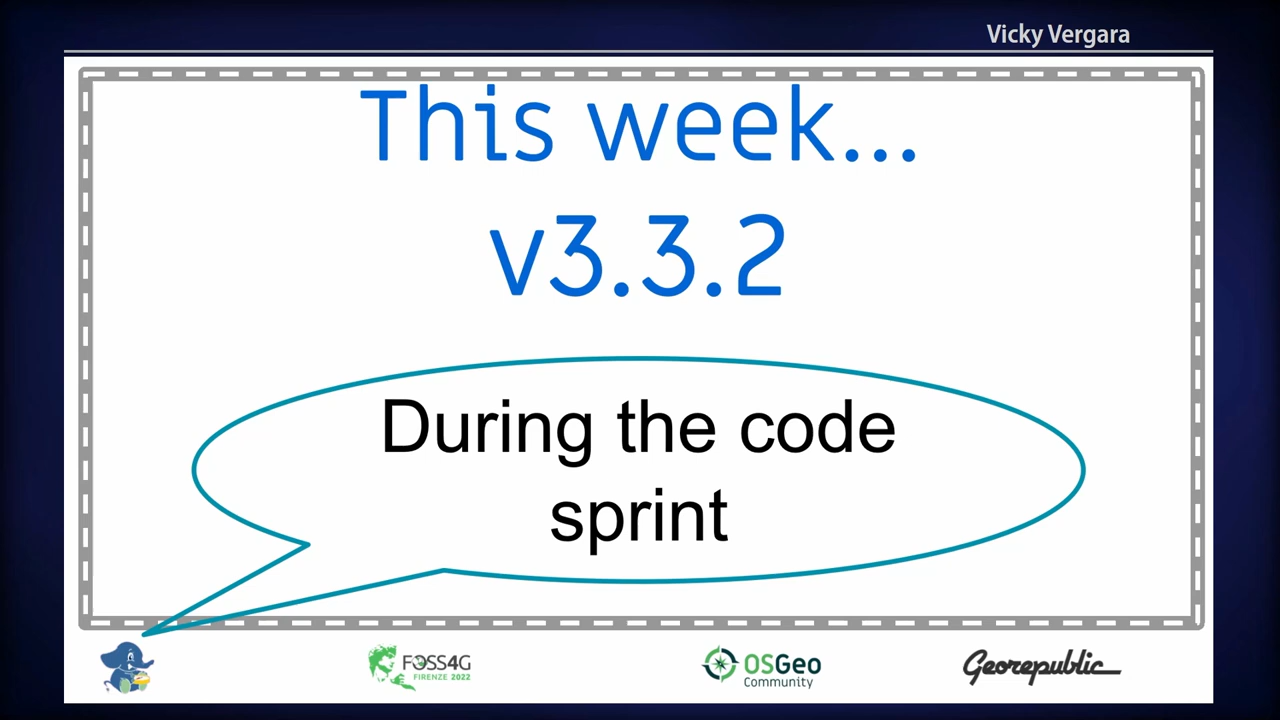 Vicky Vergara
This week...
v3.3.2
During the code
sprint
FOSS4G
FIRENZE 2022
OSGeo
Community
Georepublic